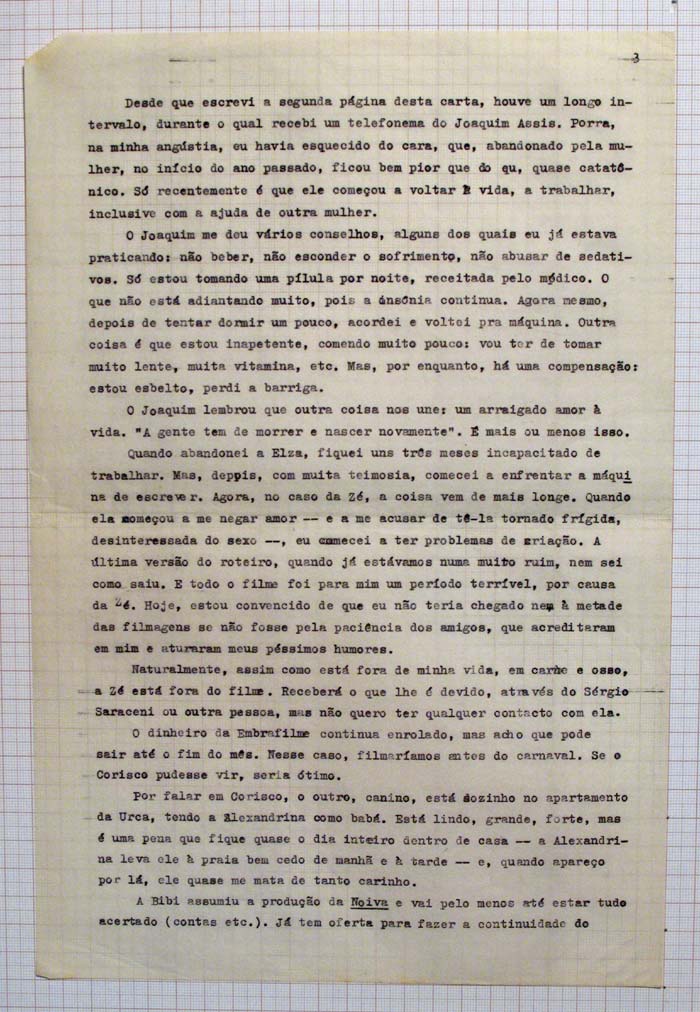 3
Desde que escrevi a segunda página desta carta, houve um longo in-
tervalo, durante o qual recebi um telefonema do Joaquim Assis. Porra,
na minha angústia, eu havia esquecido do cara, que, abandonado pela mu-
lher, no início do ano passado, ficou bem pior que do qu, quase catatô-
nico. Só recentemente é que ele começou a voltar à vida, a trabalhar,
inclusive com a ajuda de outra mulher.
O Joaquim me deu vários conselhos, alguns dos quais eu já estava
praticando: não beber, não esconder o sofrimento, não abusar de sedati-
vos. Só estou tomando uma pílula por noite, receitada pelo médico. O
que não está adiantando muito, pois a insônia continua. Agora mesmo,
depois de tentar dormir um pouco, acordei e voltei pra máquina. Outra
coisa é que estou inapetente, comendo muito pouco: vou ter de tomar
muito lente, muita vitamina, etc. Mas, por enquanto, há uma compensação:
estou esbelto, perdi a barriga.
O Joaquim lembrou que outra coisa nos une: um arraigado amor à
vida. "A gente tem de morrer e nascer novamente". É mais ou menos isso.
Quando abandonei a Elza, fiquei uns três meses incapacitado de
trabalhar. Mas, deppis, com muita teimosia, comecei a enfrentar a máqui
na de escrever. Agora, no caso da Zé, a coisa vem de mais longe. Quando
ela começou a me negar amor -- e a me acusar de tê-la tornado frígida,
desinteressada do sexo --, eu comecei a ter problemas de criação. A
última versão do roteiro, quando já estávamos numa muito ruim, nem sei
como saiu. E todo o filme foi para mim um período terrível, por causa
da Zé. Hoje, estou convencido de que eu não teria chegado nem à metade
das filmagens se não fosse pela paciência dos amigos, que acreditaram
em mim e aturaram meus péssimos humores.
Naturalmente, assim como está fora de minha vida, em carne e osso,
a Zé está fora do filme. Receberá o que lhe é devido, através do Sérgio
Saraceni ou outra pessoa, mas não quero ter qualquer contacto com ela.
O dinheiro da Embrafilme continua enrolado, mas acho que pode
sair até o fim do mês. Nesse caso, filmaríamos antes do carnaval. Se o
Corisco pudesse vir, seria ótimo.
Por falar em Corisco, o outro, canino, está sozinho no apartamento
da Urca, tendo a Alexandrina como babá. Está lindo, grande, forte, mas
é uma pena que fique quase o dia inteiro dentro de casa -- a Alexandri-
na leva ele à praia bem cedo de manhã e à tarde -- e, quando apareço
por lá, ele quase me mata de tanto carinho.
A Bibi assumiu a produção da Noiva e vai pelo menos até estar tudo
acertado (contas etc.). Já tem oferta para fazer a continuidade do